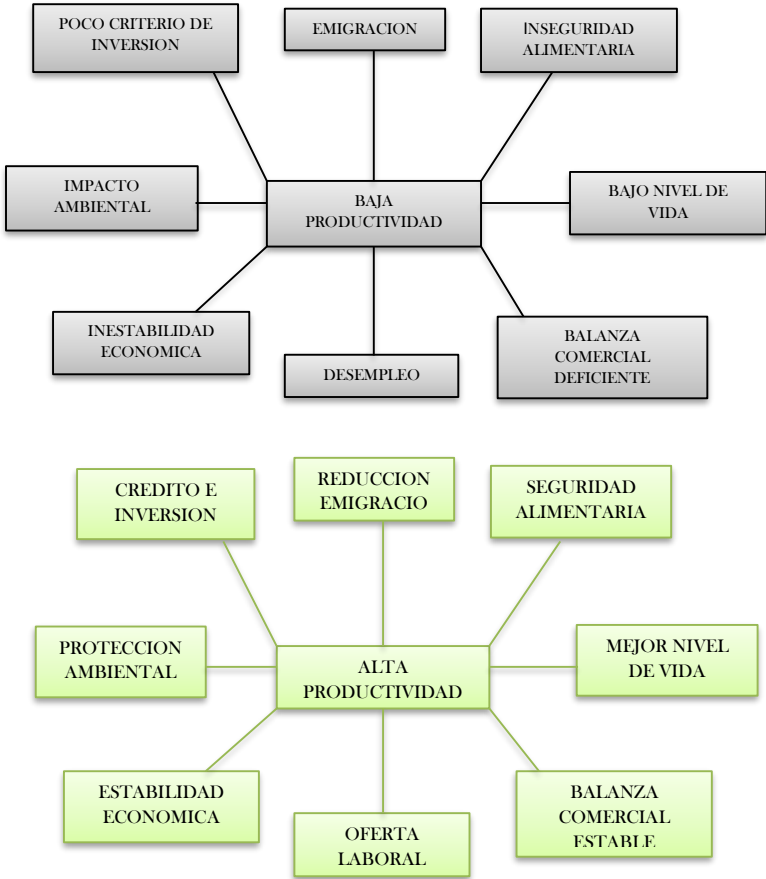 POCO CRITERIO DE
INVERSION
EMIGRACION
INSEGURIDAD
ALIMENTARIA
IMPACTO
AMBIENTAL
BAJA
PRODUCTIVIDAD
BAJO NIVEL DE
VIDA
INESTABILIDAD
ECONOMICA
DESEMPLEO
BALANZA
COMERCIAL
DEFICIENTE
CREDITO E
INVERSION
REDUCCION
EMIGRACIO
SEGURIDAD
ALIMENTARIA
PROTECCION
AMBIENTAL
ALTA
PRODUCTIVIDAD
MEJOR NIVEL
DE VIDA
ESTABILIDAD
ECONOMICA
OFERTA
LABORAL
BALANZA
COMERCIAL
ESTABLE